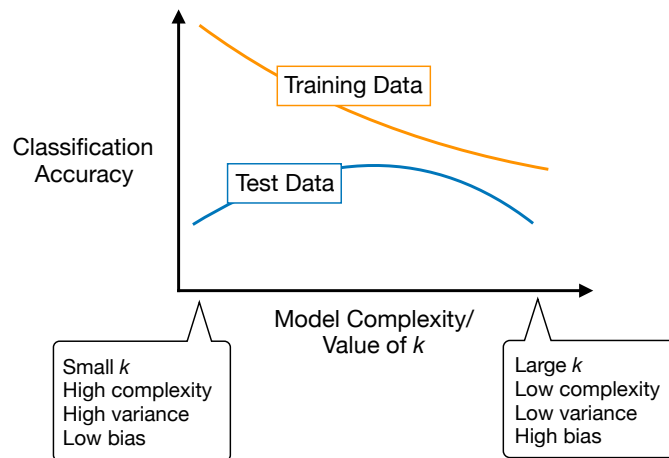 Training Data
Classification
Accuracy
Test Data
Model Complexity/
Value of k
Small k
High complexity
High variance
Low bias
Large k
Low complexity
Low variance
High bias